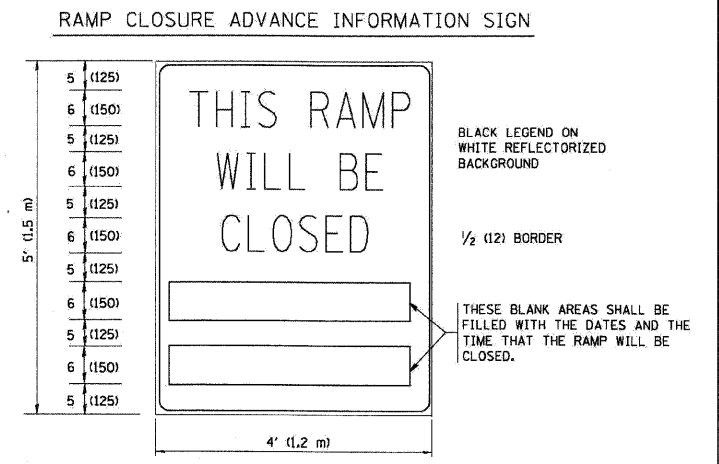 RAMP CLOSURE ADVANCE INFORMATION SIGN
5 (125)
6 (150)
5 (125)
6 (150)
5 (125)
6 (150)
5 (125)
6 (150)
5 (125)
6 (150)
5 (125)
5' (1.5 m)
THIS RAMP
WILL BE
CLOSED
4' (1.2 m)
BLACK LEGEND ON
WHITE REFLECTORIZED
BACKGROUND
1/2 (12) BORDER
THESE BLANK AREAS SHALL BE
FILLED WITH THE DATES AND THE
TIME THAT THE RAMP WILL BE
CLOSED.